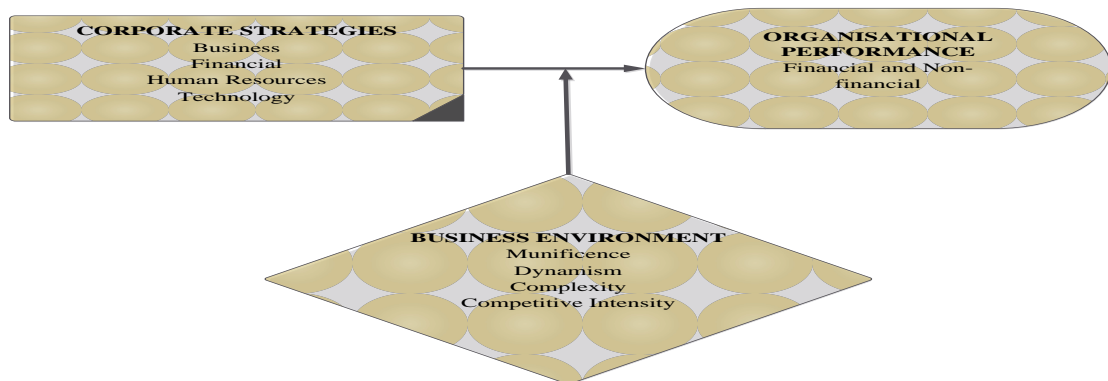 CORPORATE STRATEGIES
Business
Financial
Human Resources
Technology
ORGANISATIONAL
PERFORMANCE
Financial and Non-
financial
BUSINESS ENVIRONMENT
Munificence
Dynamism
Complexity
Competitive Intensity